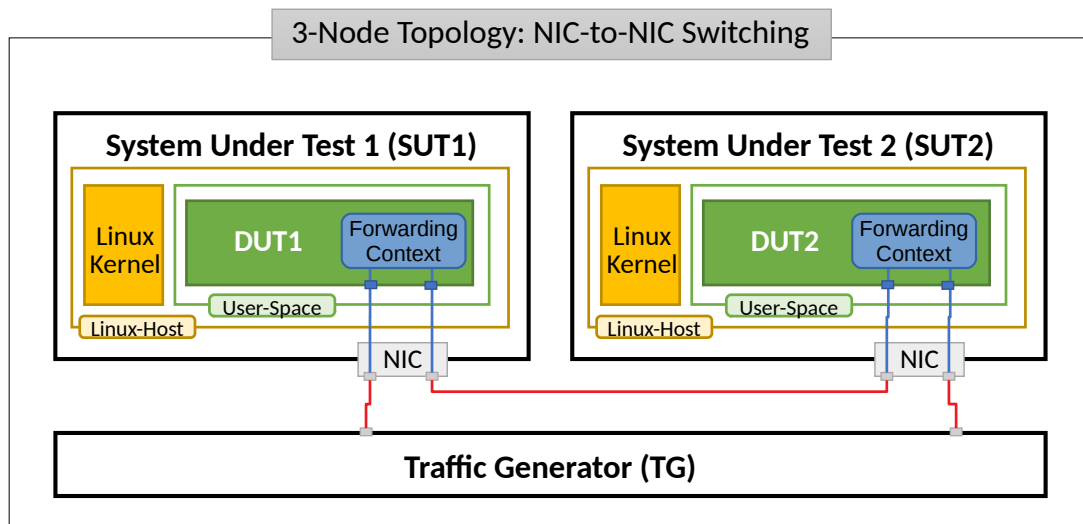 3-Node Topology: NIC-to-NIC Switching
System Under Test 1 (SUT1)
Linux
Kernel
DUT1
Forwarding
Context
User-Space
Linux-Host
NIC
System Under Test 2 (SUT2)
Linux
Kernel
DUT2
Forwarding
Context
User-Space
Linux-Host
NIC
Traffic Generator (TG)